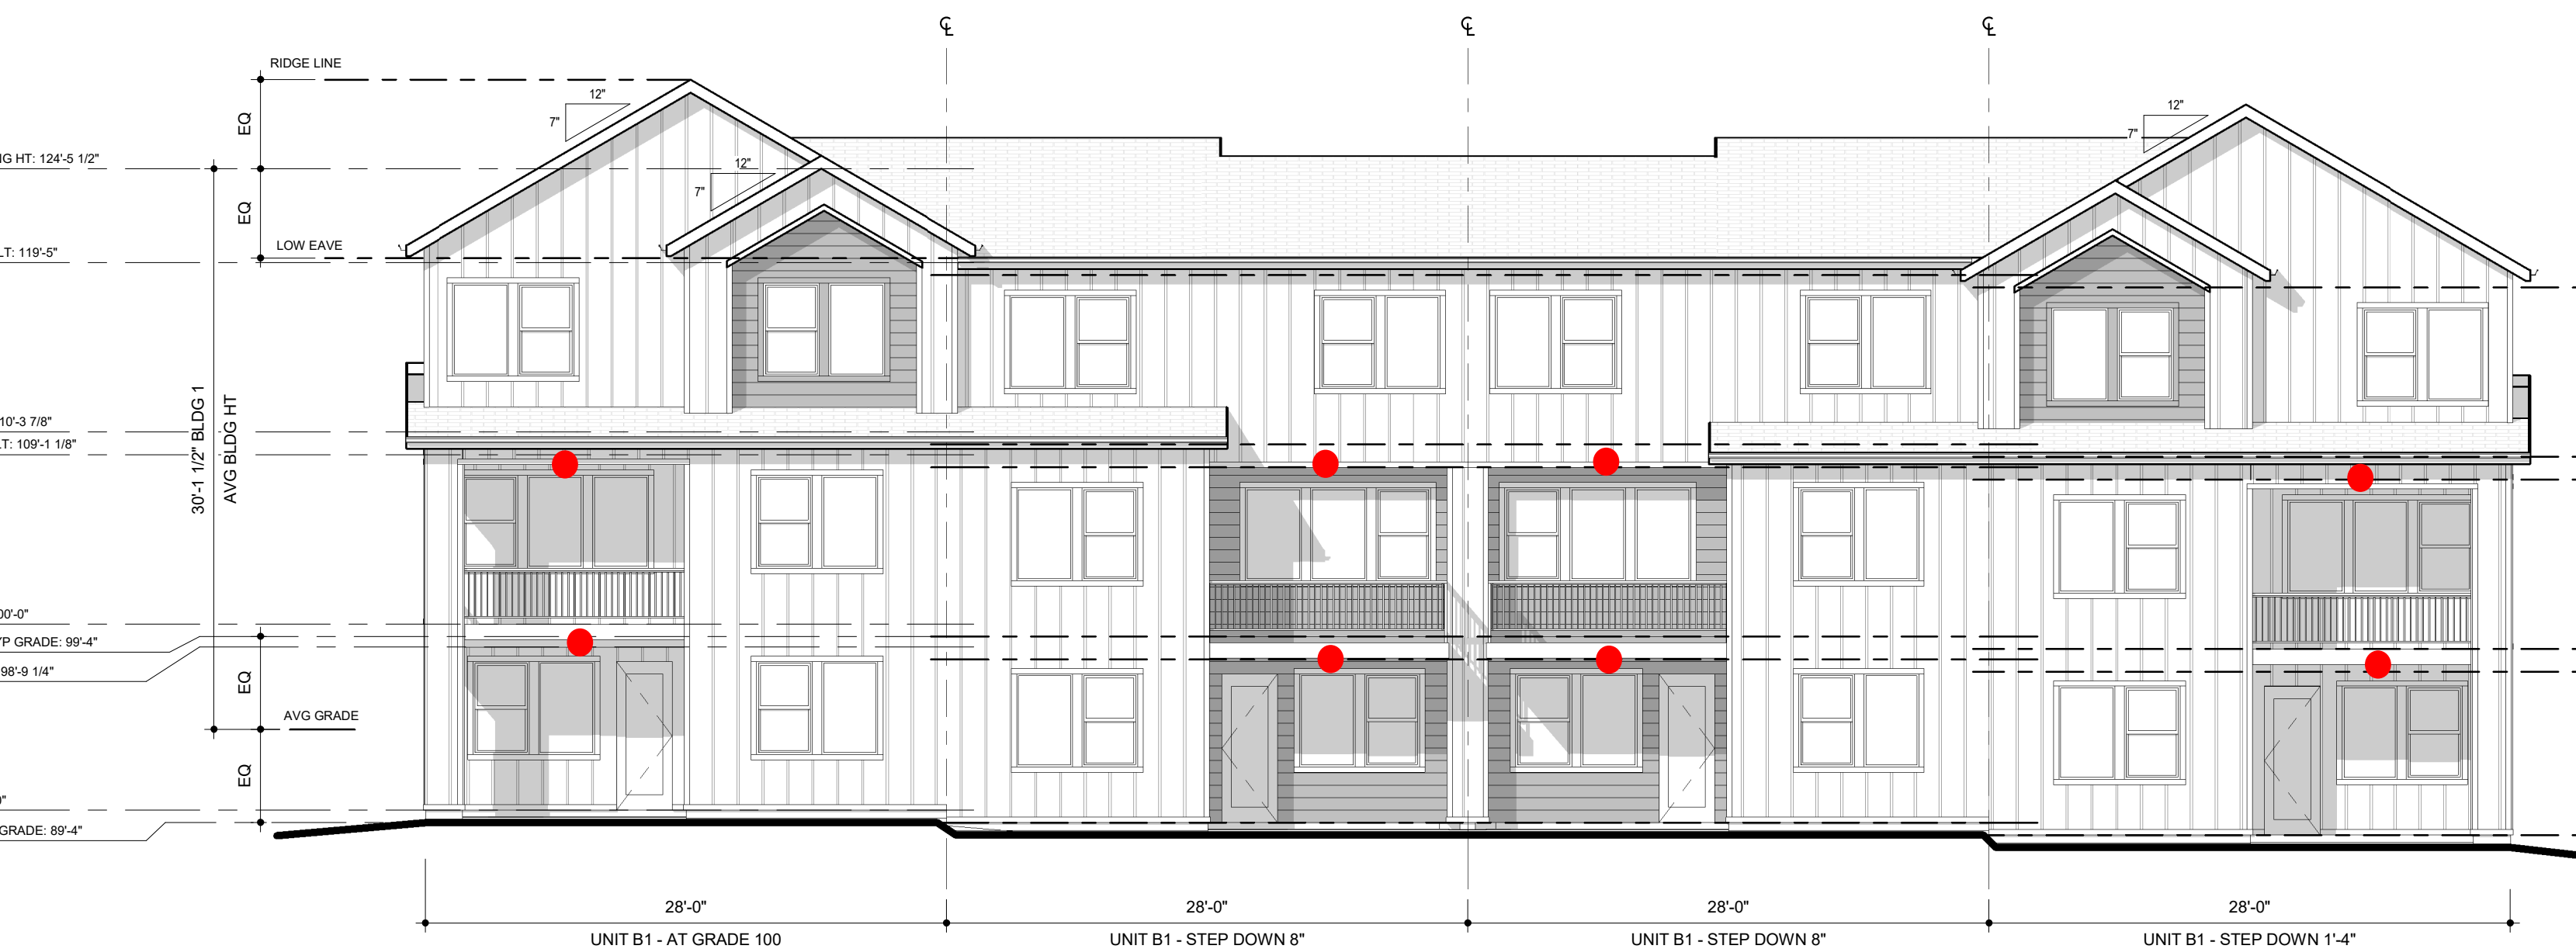 ℄ ℄ ℄
RIDGE LINE
12"
7"
EQ
12"
7"
NG HT: 124'-5 1/2"
12"
7"
EQ
LOW EAVE
LT: 119'-5"
30'-1 1/2" BLDG 1
AVG BLDG HT
10'-3 7/8"
LT: 109'-1 1/8"
00'-0"
YP GRADE: 99'-4"
98'-9 1/4"
EQ
AVG GRADE
EQ
0"
GRADE: 89'-4"
28'-0" 28'-0" 28'-0" 28'-0"
UNIT B1 - AT GRADE 100 UNIT B1 - STEP DOWN 8" UNIT B1 - STEP DOWN 8" UNIT B1 - STEP DOWN 1'-4"